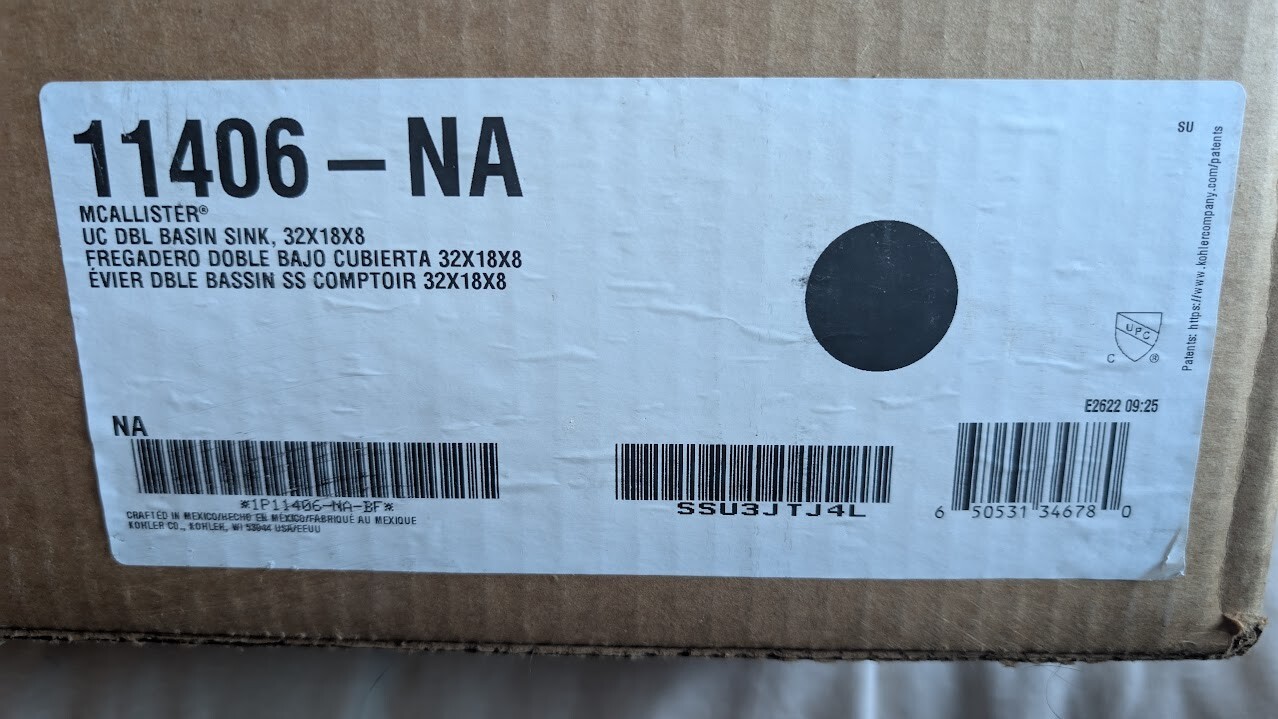 11406-NA
SU
MCALLISTER®
UC DBL BASIN SINK, 32X18X8
FREGADERO DOBLE BAJO CUBIERTA 32X18X8
ÉVIER DBLE BASSIN SS COMPTOIR 32X18X8
Patents: https://www.kohlercompany.com/patents
UPC
C ®
E2622 09:25
NA
*1P11406-NA-BF*
SSU3JTJ4L
6 50531 34678 0
CRAFTED IN MEXICO/HECHO EN MÉXICO/FABRIQUÉ AU MEXIQUE
KOHLER CO., KOHLER, WI 53044 USA/EEUU